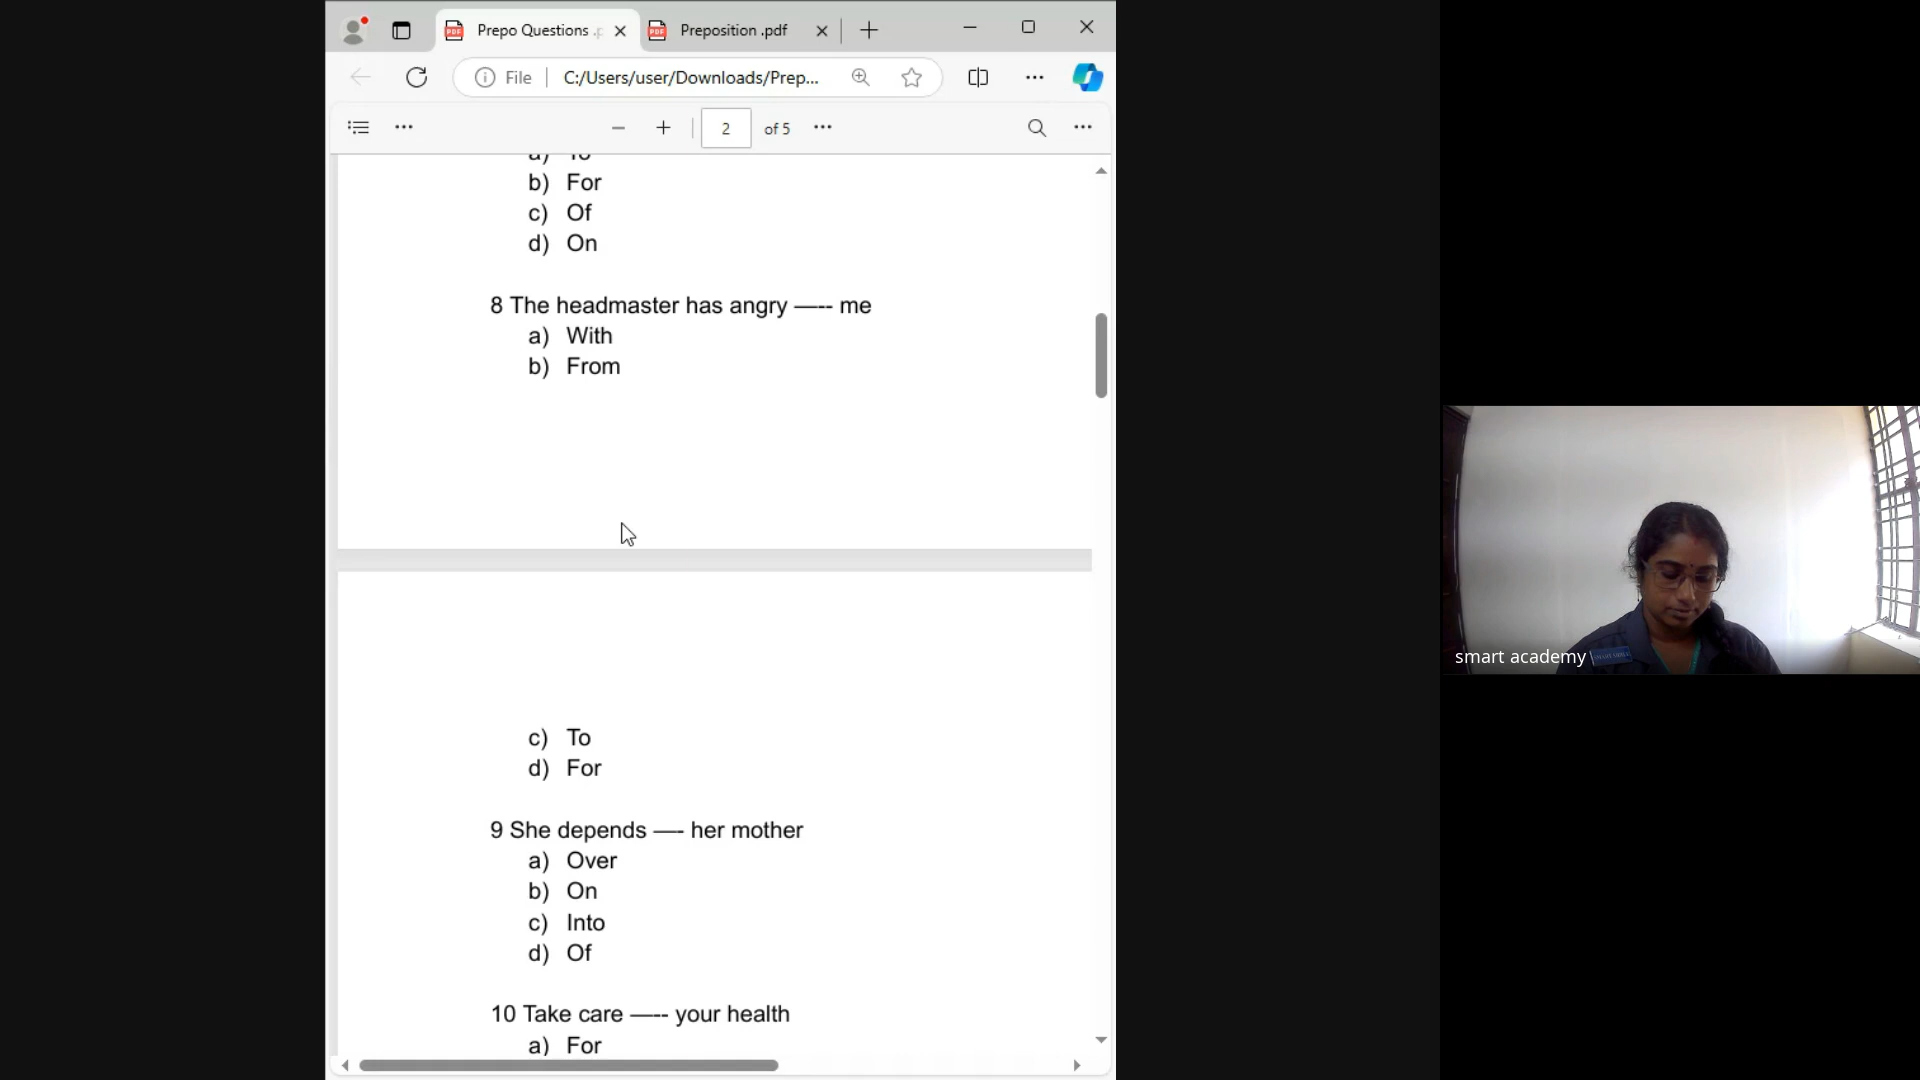 Prepo Questions .p
Preposition .pdf
File
C:/Users/user/Downloads/Prep...
2 of 5
a) To
b) For
c) Of
d) On
8 The headmaster has angry —–-- me
a) With
b) From
c) To
d) For
9 She depends —–- her mother
a) Over
b) On
c) Into
d) Of
10 Take care —–-- your health
a) For
smart academy